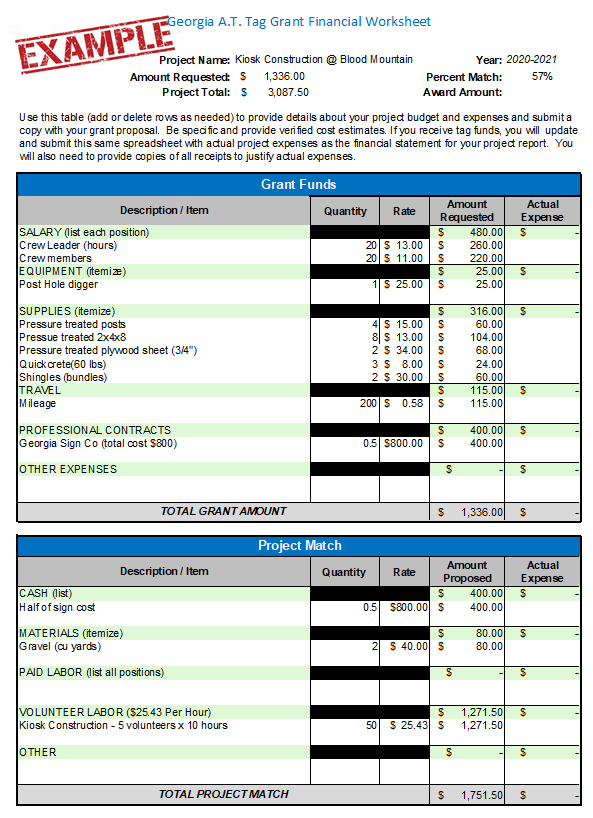 EXAMPLE
Georgia A.T. Tag Grant Financial Worksheet
Project Name: Kiosk Construction @ Blood Mountain Year: 2020-2021
Amount Requested: $ 1,336.00 Percent Match: 57%
Project Total: $ 3,087.50 Award Amount:
Use this table (add or delete rows as needed) to provide details about your project budget and expenses and submit a
copy with your grant proposal. Be specific and provide verified cost estimates. If you receive tag funds, you will update
and submit this same spreadsheet with actual project expenses as the financial statement for your project report. You
will also need to provide copies of all receipts to justify actual expenses.
Grant Funds
Description / Item Quantity Rate Amount Requested Actual Expense
SALARY (list each position) $ 480.00 $ -
Crew Leader (hours) 20 $ 13.00 $ 260.00
Crew members 20 $ 11.00 $ 220.00
EQUIPMENT (itemize) $ 25.00 $ -
Post Hole digger 1 $ 25.00 $ 25.00
SUPPLIES (itemize) $ 316.00 $ -
Pressure treated posts 4 $ 15.00 $ 60.00
Pressue treated 2x4x8 8 $ 13.00 $ 104.00
Pressure treated plywood sheet (3/4") 2 $ 34.00 $ 68.00
Quickcrete(60 lbs) 3 $ 8.00 $ 24.00
Shingles (bundles) 2 $ 30.00 $ 60.00
TRAVEL $ 115.00 $ -
Mileage 200 $ 0.58 $ 115.00
PROFESSIONAL CONTRACTS $ 400.00 $ -
Georgia Sign Co (total cost $800) 0.5 $800.00 $ 400.00
OTHER EXPENSES $ - $ -
TOTAL GRANT AMOUNT $ 1,336.00 $ -
Project Match
Description / Item Quantity Rate Amount Proposed Actual Expense
CASH (list) $ 400.00 $ -
Half of sign cost 0.5 $800.00 $ 400.00
MATERIALS (itemize) $ 80.00 $ -
Gravel (cu yards) 2 $ 40.00 $ 80.00
PAID LABOR (list all positions) $ - $ -
VOLUNTEER LABOR ($25.43 Per Hour) $ 1,271.50 $ -
Kiosk Construction - 5 volunteers x 10 hours 50 $ 25.43 $ 1,271.50
OTHER $ - $ -
TOTAL PROJECT MATCH $ 1,751.50 $ -